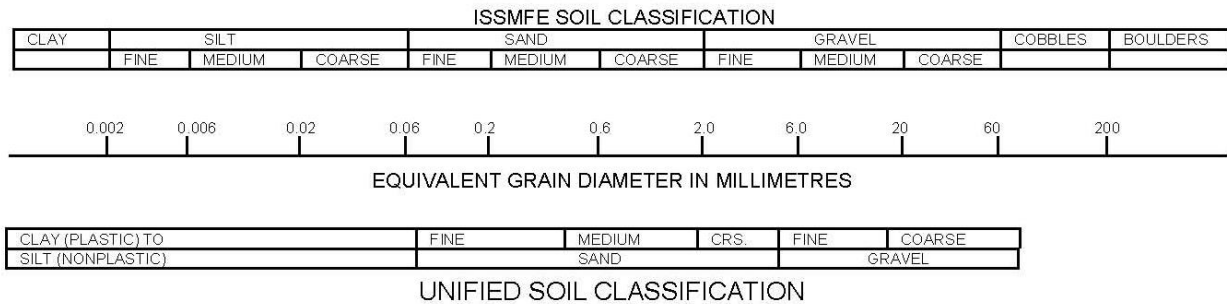 ISSMFE SOIL CLASSIFICATION
CLAY SILT SAND GRAVEL COBBLES BOULDERS
FINE MEDIUM COARSE FINE MEDIUM COARSE FINE MEDIUM COARSE
0.002 0.006 0.02 0.06 0.2 0.6 2.0 6.0 20 60 200
EQUIVALENT GRAIN DIAMETER IN MILLIMETRES
CLAY (PLASTIC) TO FINE MEDIUM CRS. FINE COARSE
SILT (NONPLASTIC) SAND GRAVEL
UNIFIED SOIL CLASSIFICATION